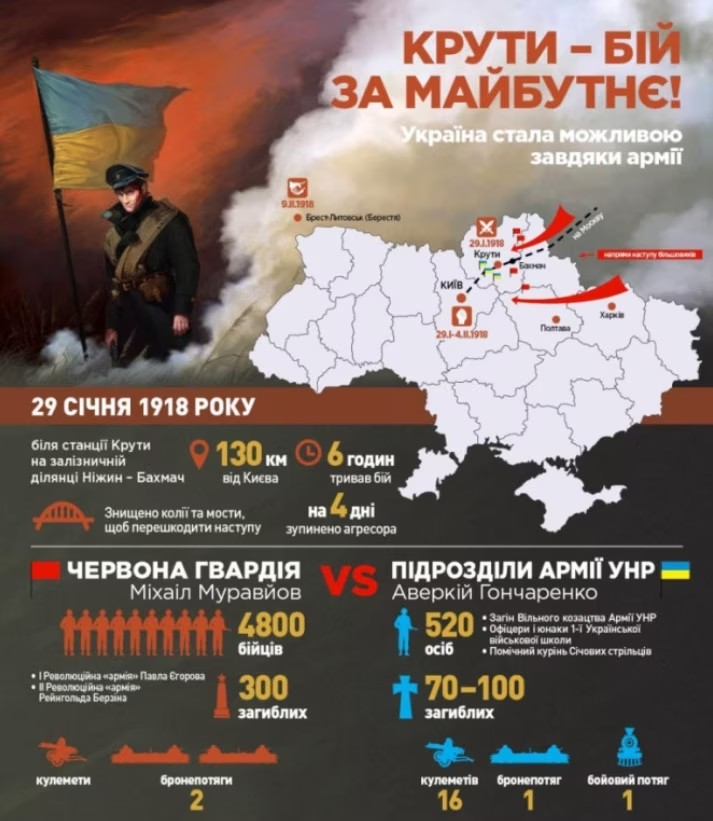 КРУТИ – БІЙ
ЗА МАЙБУТНЄ!
Україна стала можливою
завдяки армії
9.II.1918
Брест-Литовськ (Берестя)
29.I.1918
Крути
на Москву
напрями наступу більшовиків
Бахмач
КИЇВ
29.I–4.II.1918
Полтава
Харків
29 СІЧНЯ 1918 РОКУ
біля станції Крути
на залізничній
ділянці Ніжин – Бахмач
130 км
від Києва
6 годин
тривав бій
Знищено колії та мости,
щоб перешкодити наступу
на 4 дні
зупинено агресора
ЧЕРВОНА ГВАРДІЯ
Міхаіл Муравйов
VS
ПІДРОЗДІЛИ АРМІЇ УНР
Аверкій Гончаренко
4800
бійців
• І Революційна «армія» Павла Єгорова
• ІІ Революційна «армія»
Рейнгольда Берзіна
300
загиблих
520
осіб
• Загін Вільного козацтва Армії УНР
• Офіцери і юнаки 1-ї Української
військової школи
• Помічний курінь Січових стрільців
70–100
загиблих
кулемети
бронепотяги
2
кулеметів
16
бронепотяг
1
бойовий потяг
1